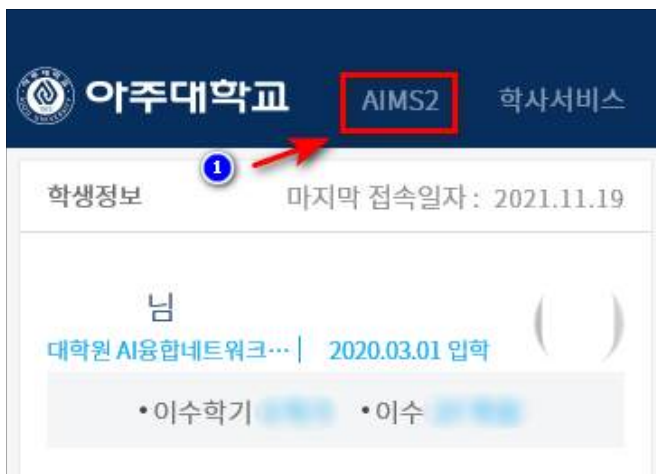 아주대학교 AIMS2 학사서비스
1
학생정보 마지막 접속일자 : 2021.11.19
님
대학원 AI융합네트워크… | 2020.03.01 입학
•이수학기 •이수